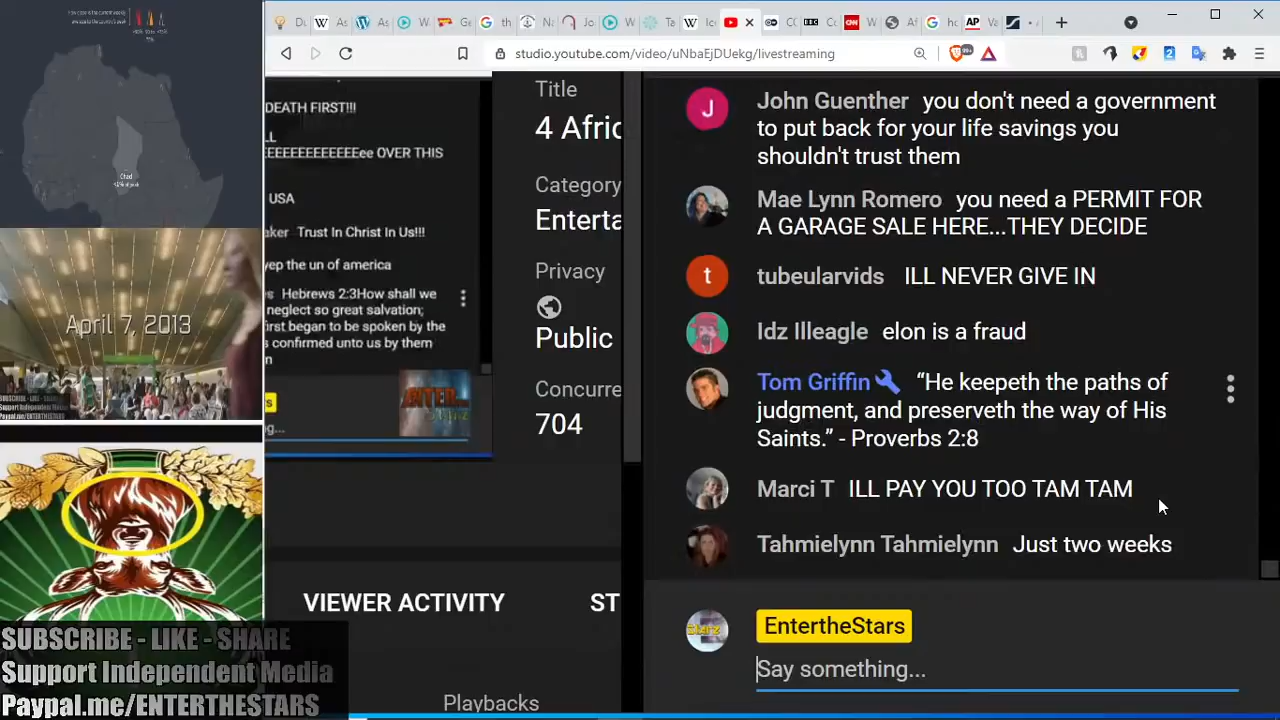 Chad
April 7, 2013
SUBSCRIBE - LIKE - SHARE
Support Independent Media
Paypal.me/ENTERTHESTARS
studio.youtube.com/video/uNbaEjDUekg/livestreaming
99+
DEATH FIRST!!!
LL
EEEEEEEEEEEEee OVER THIS
USA
aker Trust In Christ In Us!!!
yep the un of america
s Hebrews 2:3How shall we
neglect so great salvation;
irst began to be spoken by the
s confirmed unto us by them
Title
4 Afric
Category
Enterta
Privacy
Public
Concurre
704
VIEWER ACTIVITY
ST
Playbacks
John Guenther you don't need a government
to put back for your life savings you
shouldn't trust them
Mae Lynn Romero you need a PERMIT FOR
A GARAGE SALE HERE...THEY DECIDE
tubeularvids ILL NEVER GIVE IN
Idz Illeagle elon is a fraud
Tom Griffin “He keepeth the paths of
judgment, and preserveth the way of His
Saints.” - Proverbs 2:8
Marci T ILL PAY YOU TOO TAM TAM
Tahmielynn Tahmielynn Just two weeks
EntertheStars
Say something...